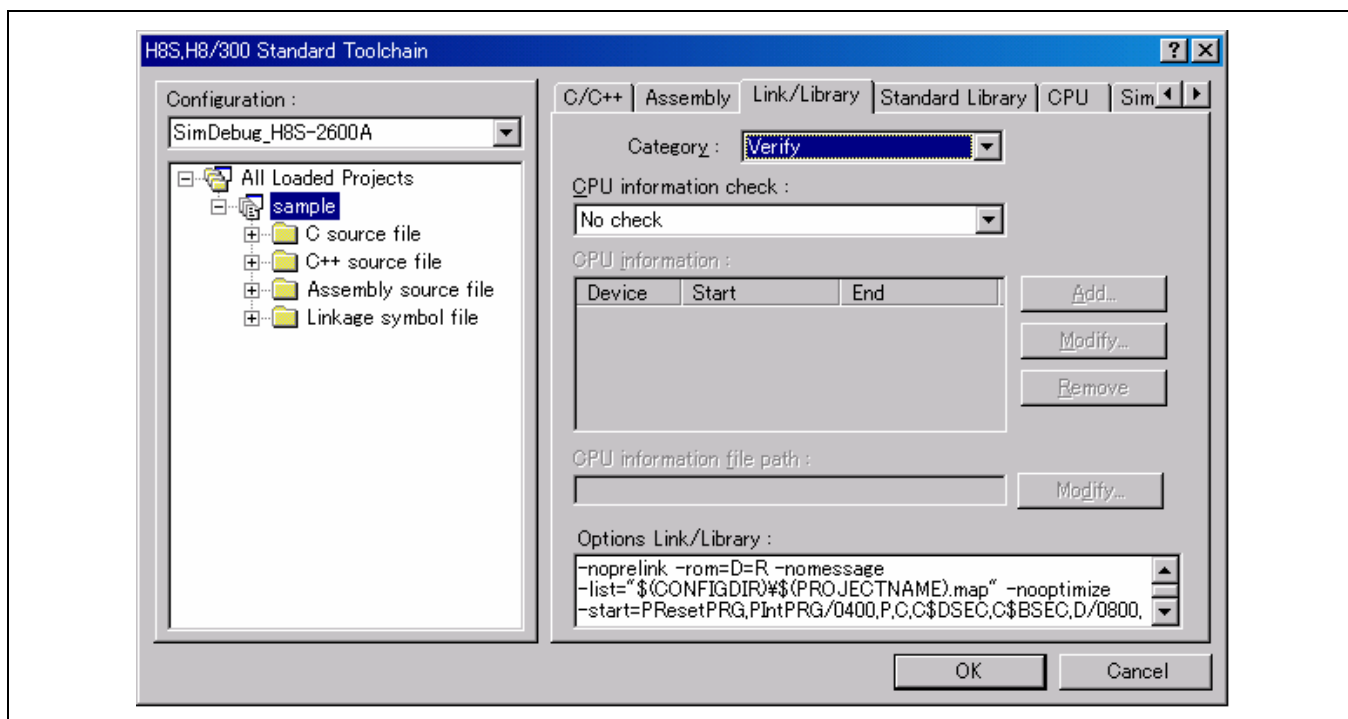 H8S,H8/300 Standard Toolchain
Configuration :
SimDebug_H8S-2600A
All Loaded Projects
sample
C source file
C++ source file
Assembly source file
Linkage symbol file
C/C++ Assembly Link/Library Standard Library CPU Sim
Category : Verify
CPU information check :
No check
CPU information :
Device Start End
Add...
Modify...
Remove
CPU information file path :
Modify...
Options Link/Library :
-noprelink -rom=D=R -nomessage
-list="$(CONFIGDIR)¥$(PROJECTNAME).map" -nooptimize
-start=PResetPRG,PIntPRG/0400,P,C,C$DSEC,C$BSEC,D/0800,
OK Cancel